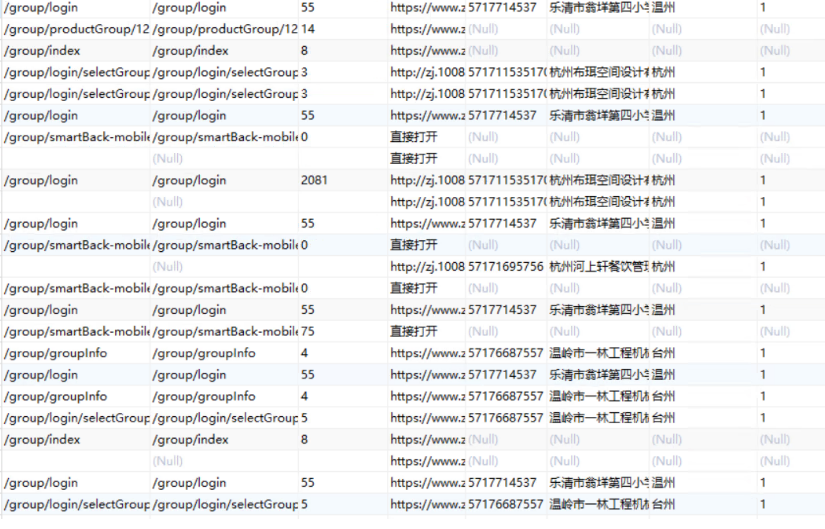 /group/login /group/login 55 https://www.z 5717714537 乐清市翁垟第四小学 温州 1
/group/productGroup/12 /group/productGroup/12 14 https://www.z (Null) (Null) (Null) (Null)
/group/index /group/index 8 https://www.z (Null) (Null) (Null) (Null)
/group/login/selectGroup /group/login/selectGroup 3 http://zj.1008 571711535170 杭州布珥空间设计有 杭州 1
/group/login/selectGroup /group/login/selectGroup 3 http://zj.1008 571711535170 杭州布珥空间设计有 杭州 1
/group/login /group/login 55 https://www.z 5717714537 乐清市翁垟第四小学 温州 1
/group/smartBack-mobile /group/smartBack-mobile 0 直接打开 (Null) (Null) (Null) (Null)
(Null) 直接打开 (Null) (Null) (Null) (Null)
/group/login /group/login 2081 http://zj.1008 571711535170 杭州布珥空间设计有 杭州 1
(Null) http://zj.1008 571711535170 杭州布珥空间设计有 杭州 1
/group/login /group/login 55 https://www.z 5717714537 乐清市翁垟第四小学 温州 1
/group/smartBack-mobile /group/smartBack-mobile 0 直接打开 (Null) (Null) (Null) (Null)
(Null) http://zj.1008 57171695756 杭州河上轩餐饮管理 杭州 1
/group/smartBack-mobile /group/smartBack-mobile 0 直接打开 (Null) (Null) (Null) (Null)
/group/login /group/login 55 https://www.z 5717714537 乐清市翁垟第四小学 温州 1
/group/smartBack-mobile /group/smartBack-mobile 75 直接打开 (Null) (Null) (Null) (Null)
/group/groupInfo /group/groupInfo 4 https://www.z 57176687557 温岭市一林工程机械 台州 1
/group/login /group/login 55 https://www.z 5717714537 乐清市翁垟第四小学 温州 1
/group/groupInfo /group/groupInfo 4 https://www.z 57176687557 温岭市一林工程机械 台州 1
/group/login/selectGroup /group/login/selectGroup 5 https://www.z 57176687557 温岭市一林工程机械 台州 1
/group/index /group/index 8 https://www.z (Null) (Null) (Null) (Null)
(Null) https://www.z (Null) (Null) (Null) (Null)
/group/login /group/login 55 https://www.z 5717714537 乐清市翁垟第四小学 温州 1
/group/login/selectGroup /group/login/selectGroup 5 https://www.z 57176687557 温岭市一林工程机械 台州 1